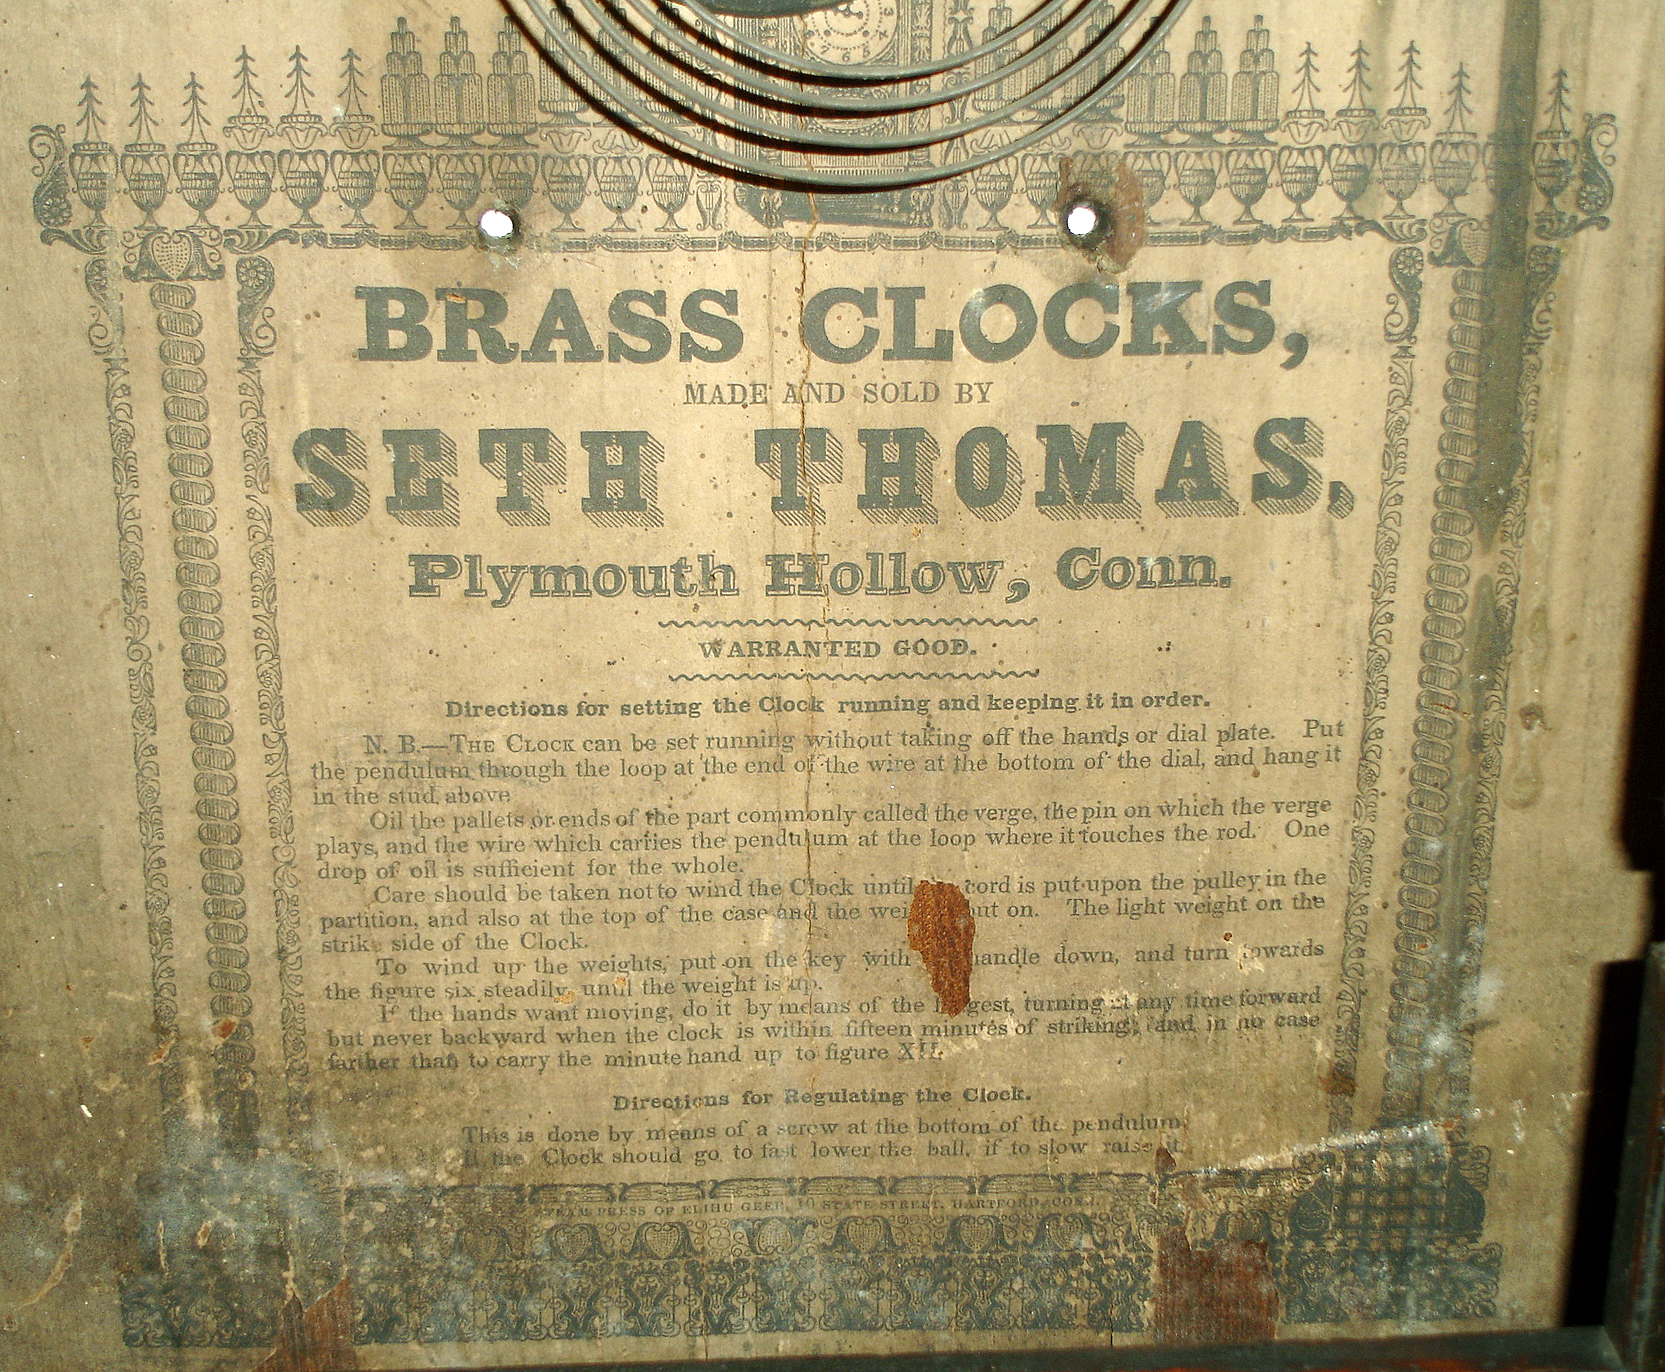 BRASS CLOCKS,
MADE AND SOLD BY
SETH THOMAS,
Plymouth Hollow, Conn.
WARRANTED GOOD.
Directions for setting the Clock running and keeping it in order.
N. B.—THE CLOCK can be set running without taking off the hands or dial plate. Put
the pendulum through the loop at the end of the wire at the bottom of the dial, and hang it
in the stud above
Oil the pallets or ends of the part commonly called the verge, the pin on which the verge
plays, and the wire which carries the pendulum at the loop where it touches the rod. One
drop of oil is sufficient for the whole.
Care should be taken not to wind the Clock until cord is put upon the pulley in the
partition, and also at the top of the case and the put on. The light weight on the
strike side of the Clock.
To wind up the weights, put on the key with handle down, and turn towards
the figure six steadily, until the weight is up.
If the hands want moving, do it by means of the turning at any time forward
but never backward when the clock is within fifteen minutes of striking; and in no case
farther than to carry the minute hand up to figure XII.
Directions for Regulating the Clock.
This is done by means of a screw at the bottom of the pendulum.
If the Clock should go to fast lower the ball, if to slow raise it.
STEAM PRESS OF ELIHU GEER, 10 STATE STREET, HARTFORD, CONN.